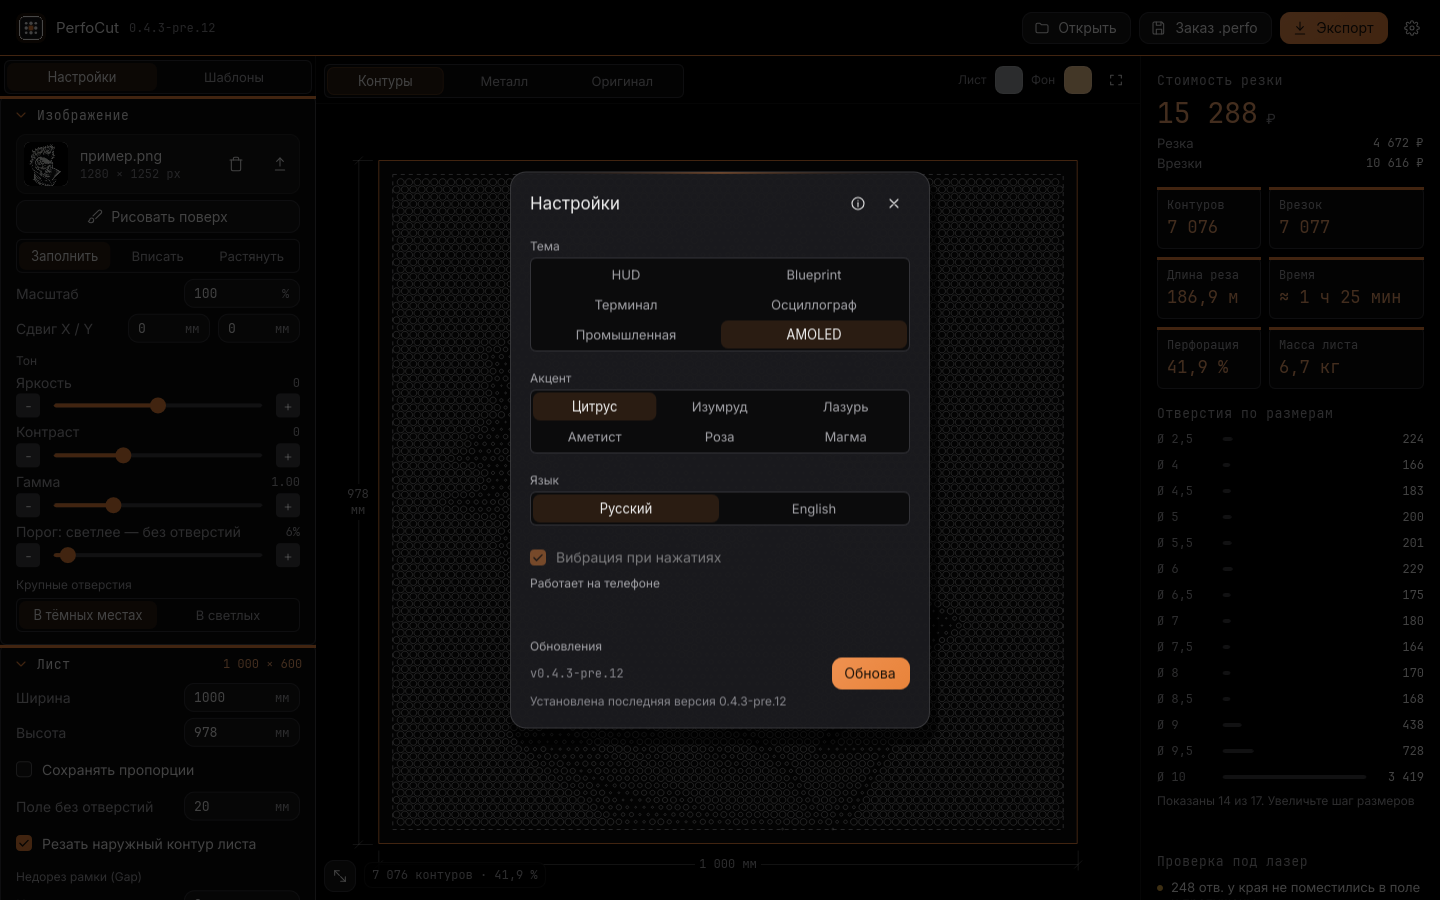 PerfoCut 0.4.3-pre.12
Открыть
Заказ .perfo
Экспорт
Настройки
Шаблоны
Изображение
пример.png
1280 × 1252 px
Рисовать поверх
Заполнить
Вписать
Растянуть
Масштаб
100 %
Сдвиг X / Y
0 мм
0 мм
Тон
Яркость 0
- +
Контраст 0
- +
Гамма 1.00
- +
Порог: светлее — без отверстий 6%
- +
Крупные отверстия
В тёмных местах
В светлых
Лист 1 000 × 600
Ширина 1000 мм
Высота 978 мм
Сохранять пропорции
Поле без отверстий 20 мм
Резать наружный контур листа
Недорез рамки (Gap)
Контуры
Металл
Оригинал
Лист
Фон
978
мм
1 000 мм
7 076 контуров · 41,9 %
Настройки
Тема
HUD
Blueprint
Терминал
Осциллограф
Промышленная
AMOLED
Акцент
Цитрус
Изумруд
Лазурь
Аметист
Роза
Магма
Язык
Русский
English
Вибрация при нажатиях
Работает на телефоне
Обновления
v0.4.3-pre.12
Обнова
Установлена последняя версия 0.4.3-pre.12
Стоимость резки
15 288 ₽
Резка 4 672 ₽
Врезки 10 616 ₽
Контуров
7 076
Врезок
7 077
Длина реза
186,9 м
Время
≈ 1 ч 25 мин
Перфорация
41,9 %
Масса листа
6,7 кг
Отверстия по размерам
Ø 2,5 224
Ø 4 166
Ø 4,5 183
Ø 5 200
Ø 5,5 201
Ø 6 229
Ø 6,5 175
Ø 7 180
Ø 7,5 164
Ø 8 170
Ø 8,5 168
Ø 9 438
Ø 9,5 728
Ø 10 3 419
Показаны 14 из 17. Увеличьте шаг размеров
Проверка под лазер
248 отв. у края не поместились в поле